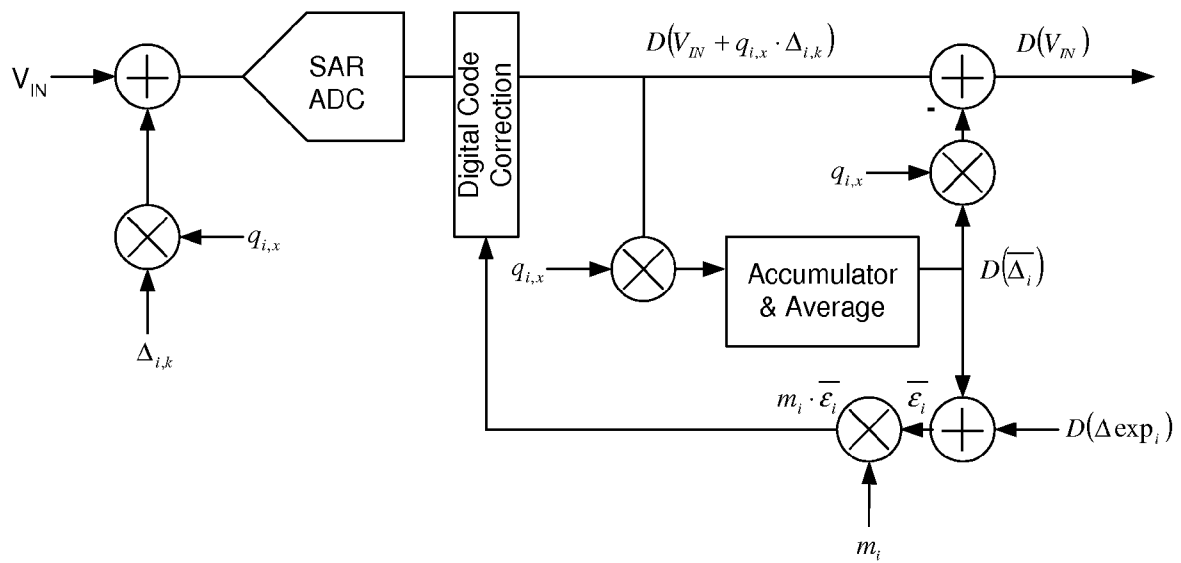 D(V_IN + q_i,x · Δ_i,k)
D(V_IN)
V_IN
SAR
ADC
Digital Code
Correction
-
q_i,x
q_i,x
q_i,x
Accumulator
& Average
D(Δ̅_i̅)
Δ_i,k
m_i · ε̅_i̅
ε̅_i̅
D(Δ exp_i)
m_i